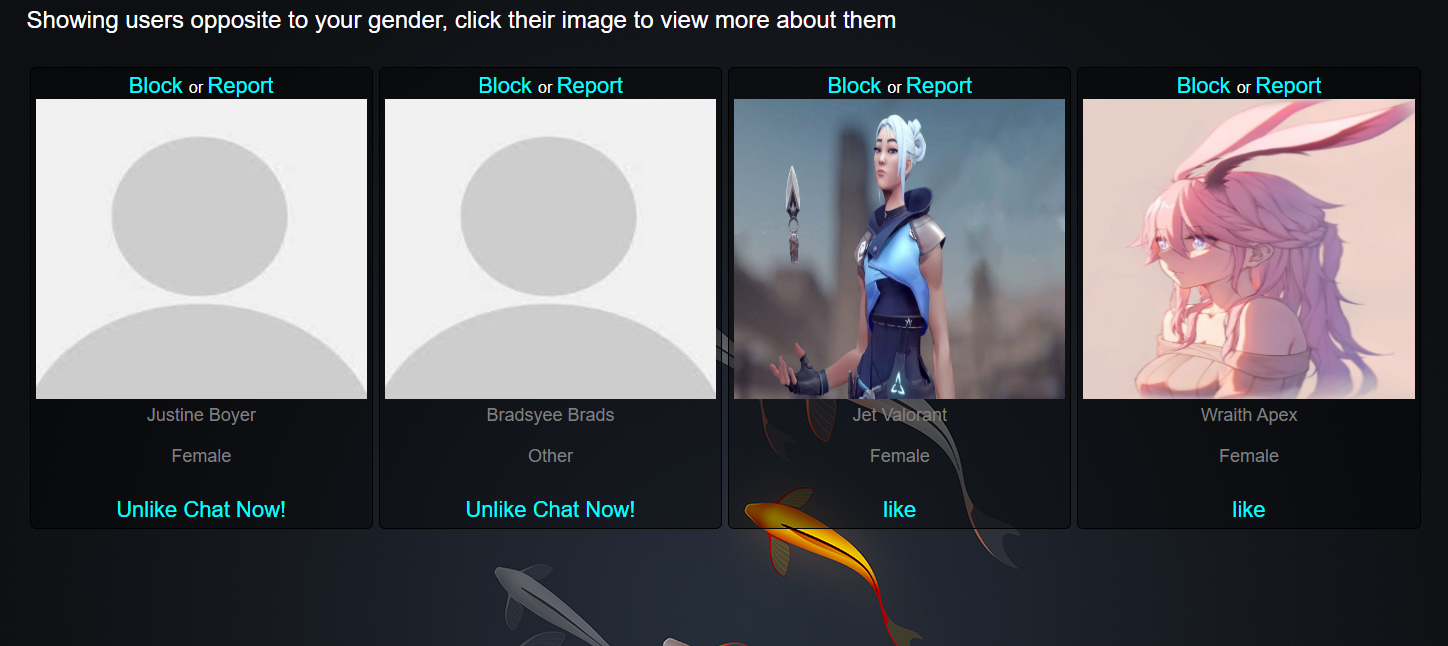 Showing users opposite to your gender, click their image to view more about them
Block or Report
Justine Boyer
Female
Unlike Chat Now!
Block or Report
Bradsyee Brads
Other
Unlike Chat Now!
Block or Report
Jet Valorant
Female
like
Block or Report
Wraith Apex
Female
like